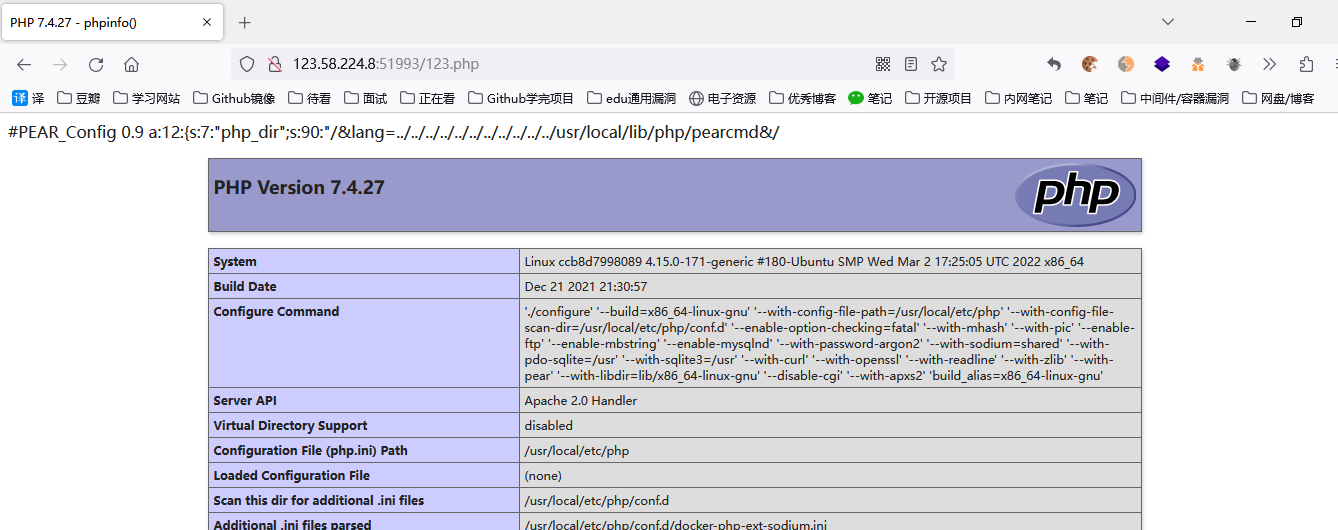 PHP 7.4.27 - phpinfo()
123.58.224.8:51993/123.php
译 译 豆瓣 学习网站 Github镜像 待看 面试 正在看 Github学完项目 edu通用漏洞 电子资源 优秀博客 笔记 开源项目 内网笔记 笔记 中间件/容器漏洞 网盘/博客
#PEAR_Config 0.9 a:12:{s:7:"php_dir";s:90:"/&lang=../../../../../../../../../../../usr/local/lib/php/pearcmd&/
PHP Version 7.4.27
php
System Linux ccb8d7998089 4.15.0-171-generic #180-Ubuntu SMP Wed Mar 2 17:25:05 UTC 2022 x86_64
Build Date Dec 21 2021 21:30:57
Configure Command './configure' '--build=x86_64-linux-gnu' '--with-config-file-path=/usr/local/etc/php' '--with-config-file-
scan-dir=/usr/local/etc/php/conf.d' '--enable-option-checking=fatal' '--with-mhash' '--with-pic' '--enable-
ftp' '--enable-mbstring' '--enable-mysqlnd' '--with-password-argon2' '--with-sodium=shared' '--with-
pdo-sqlite=/usr' '--with-sqlite3=/usr' '--with-curl' '--with-openssl' '--with-readline' '--with-zlib' '--with-
pear' '--with-libdir=lib/x86_64-linux-gnu' '--disable-cgi' '--with-apxs2' 'build_alias=x86_64-linux-gnu'
Server API Apache 2.0 Handler
Virtual Directory Support disabled
Configuration File (php.ini) Path /usr/local/etc/php
Loaded Configuration File (none)
Scan this dir for additional .ini files /usr/local/etc/php/conf.d
Additional .ini files parsed /usr/local/etc/php/conf.d/docker-php-ext-sodium.ini